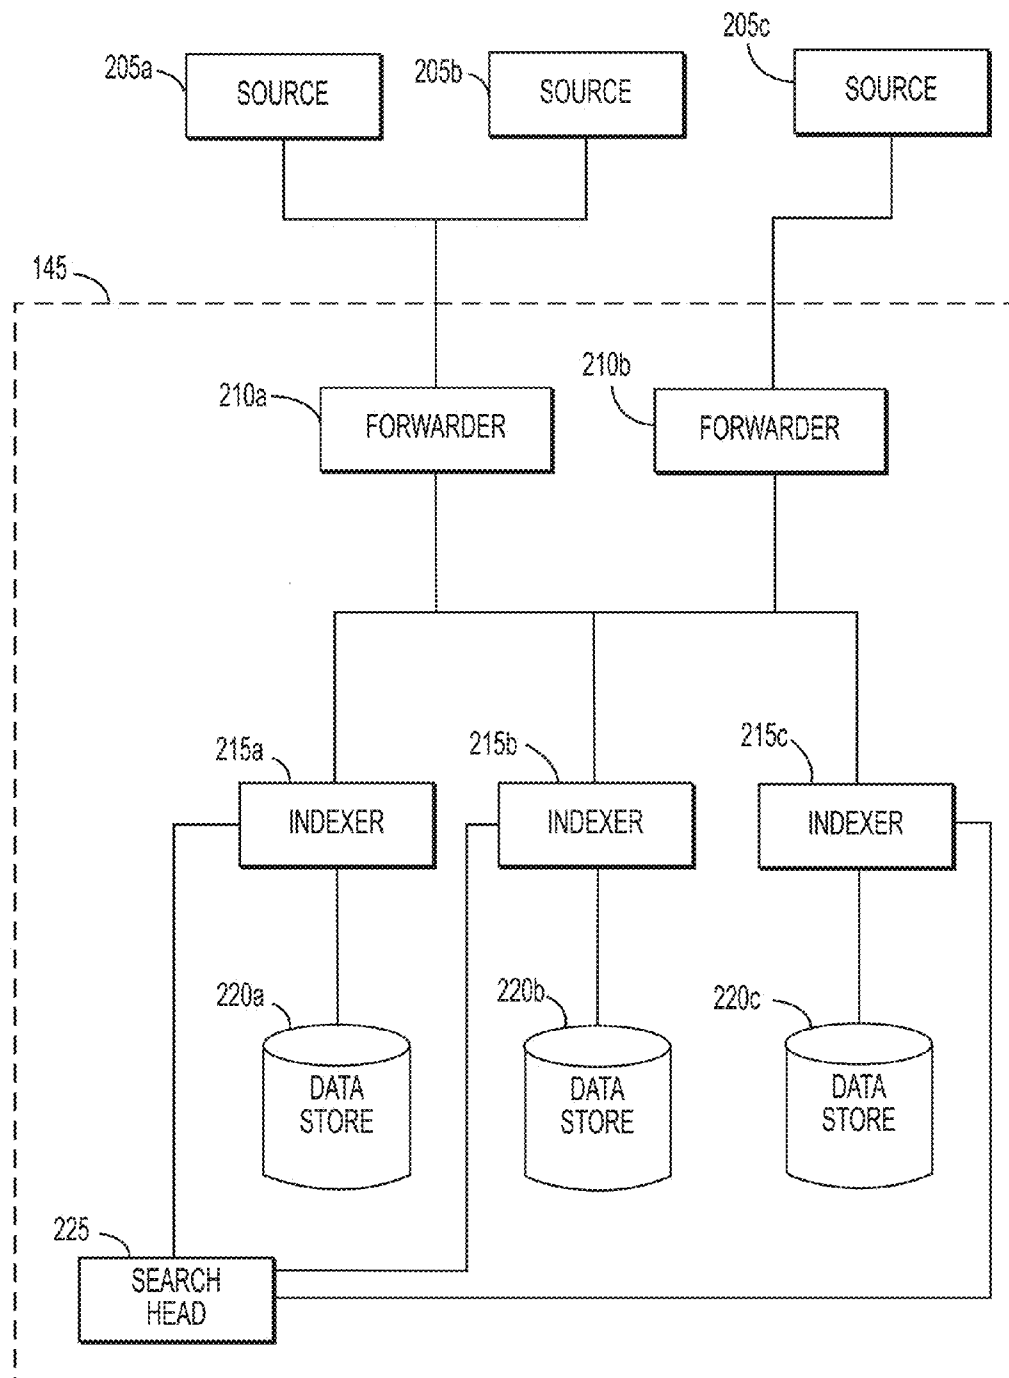 205a
SOURCE
205b
SOURCE
205c
SOURCE
145
210a
FORWARDER
210b
FORWARDER
215a
INDEXER
215b
INDEXER
215c
INDEXER
220a
DATA
STORE
220b
DATA
STORE
220c
DATA
STORE
225
SEARCH
HEAD